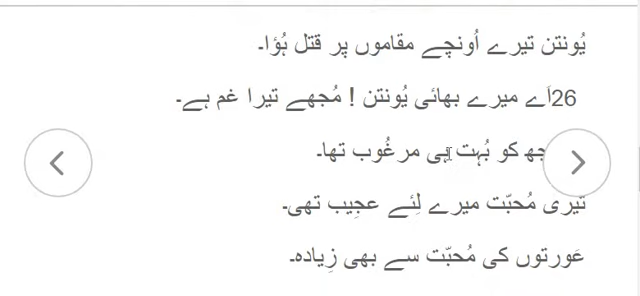 یُونتن تیرے اُونچے مقاموں پر قتل ہُؤا۔
26اَے میرے بھائی یُونتن ! مُجھے تیرا غم ہے۔
کو بُہت ہی مرغُوب تھا۔
تیری مُحبّت میرے لِئے عجِیب تھی۔
عَورتوں کی مُحبّت سے بھی زِیادہ۔